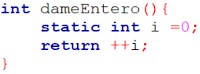 int dameEntero(){
    static int i =0;
    return ++i;
}